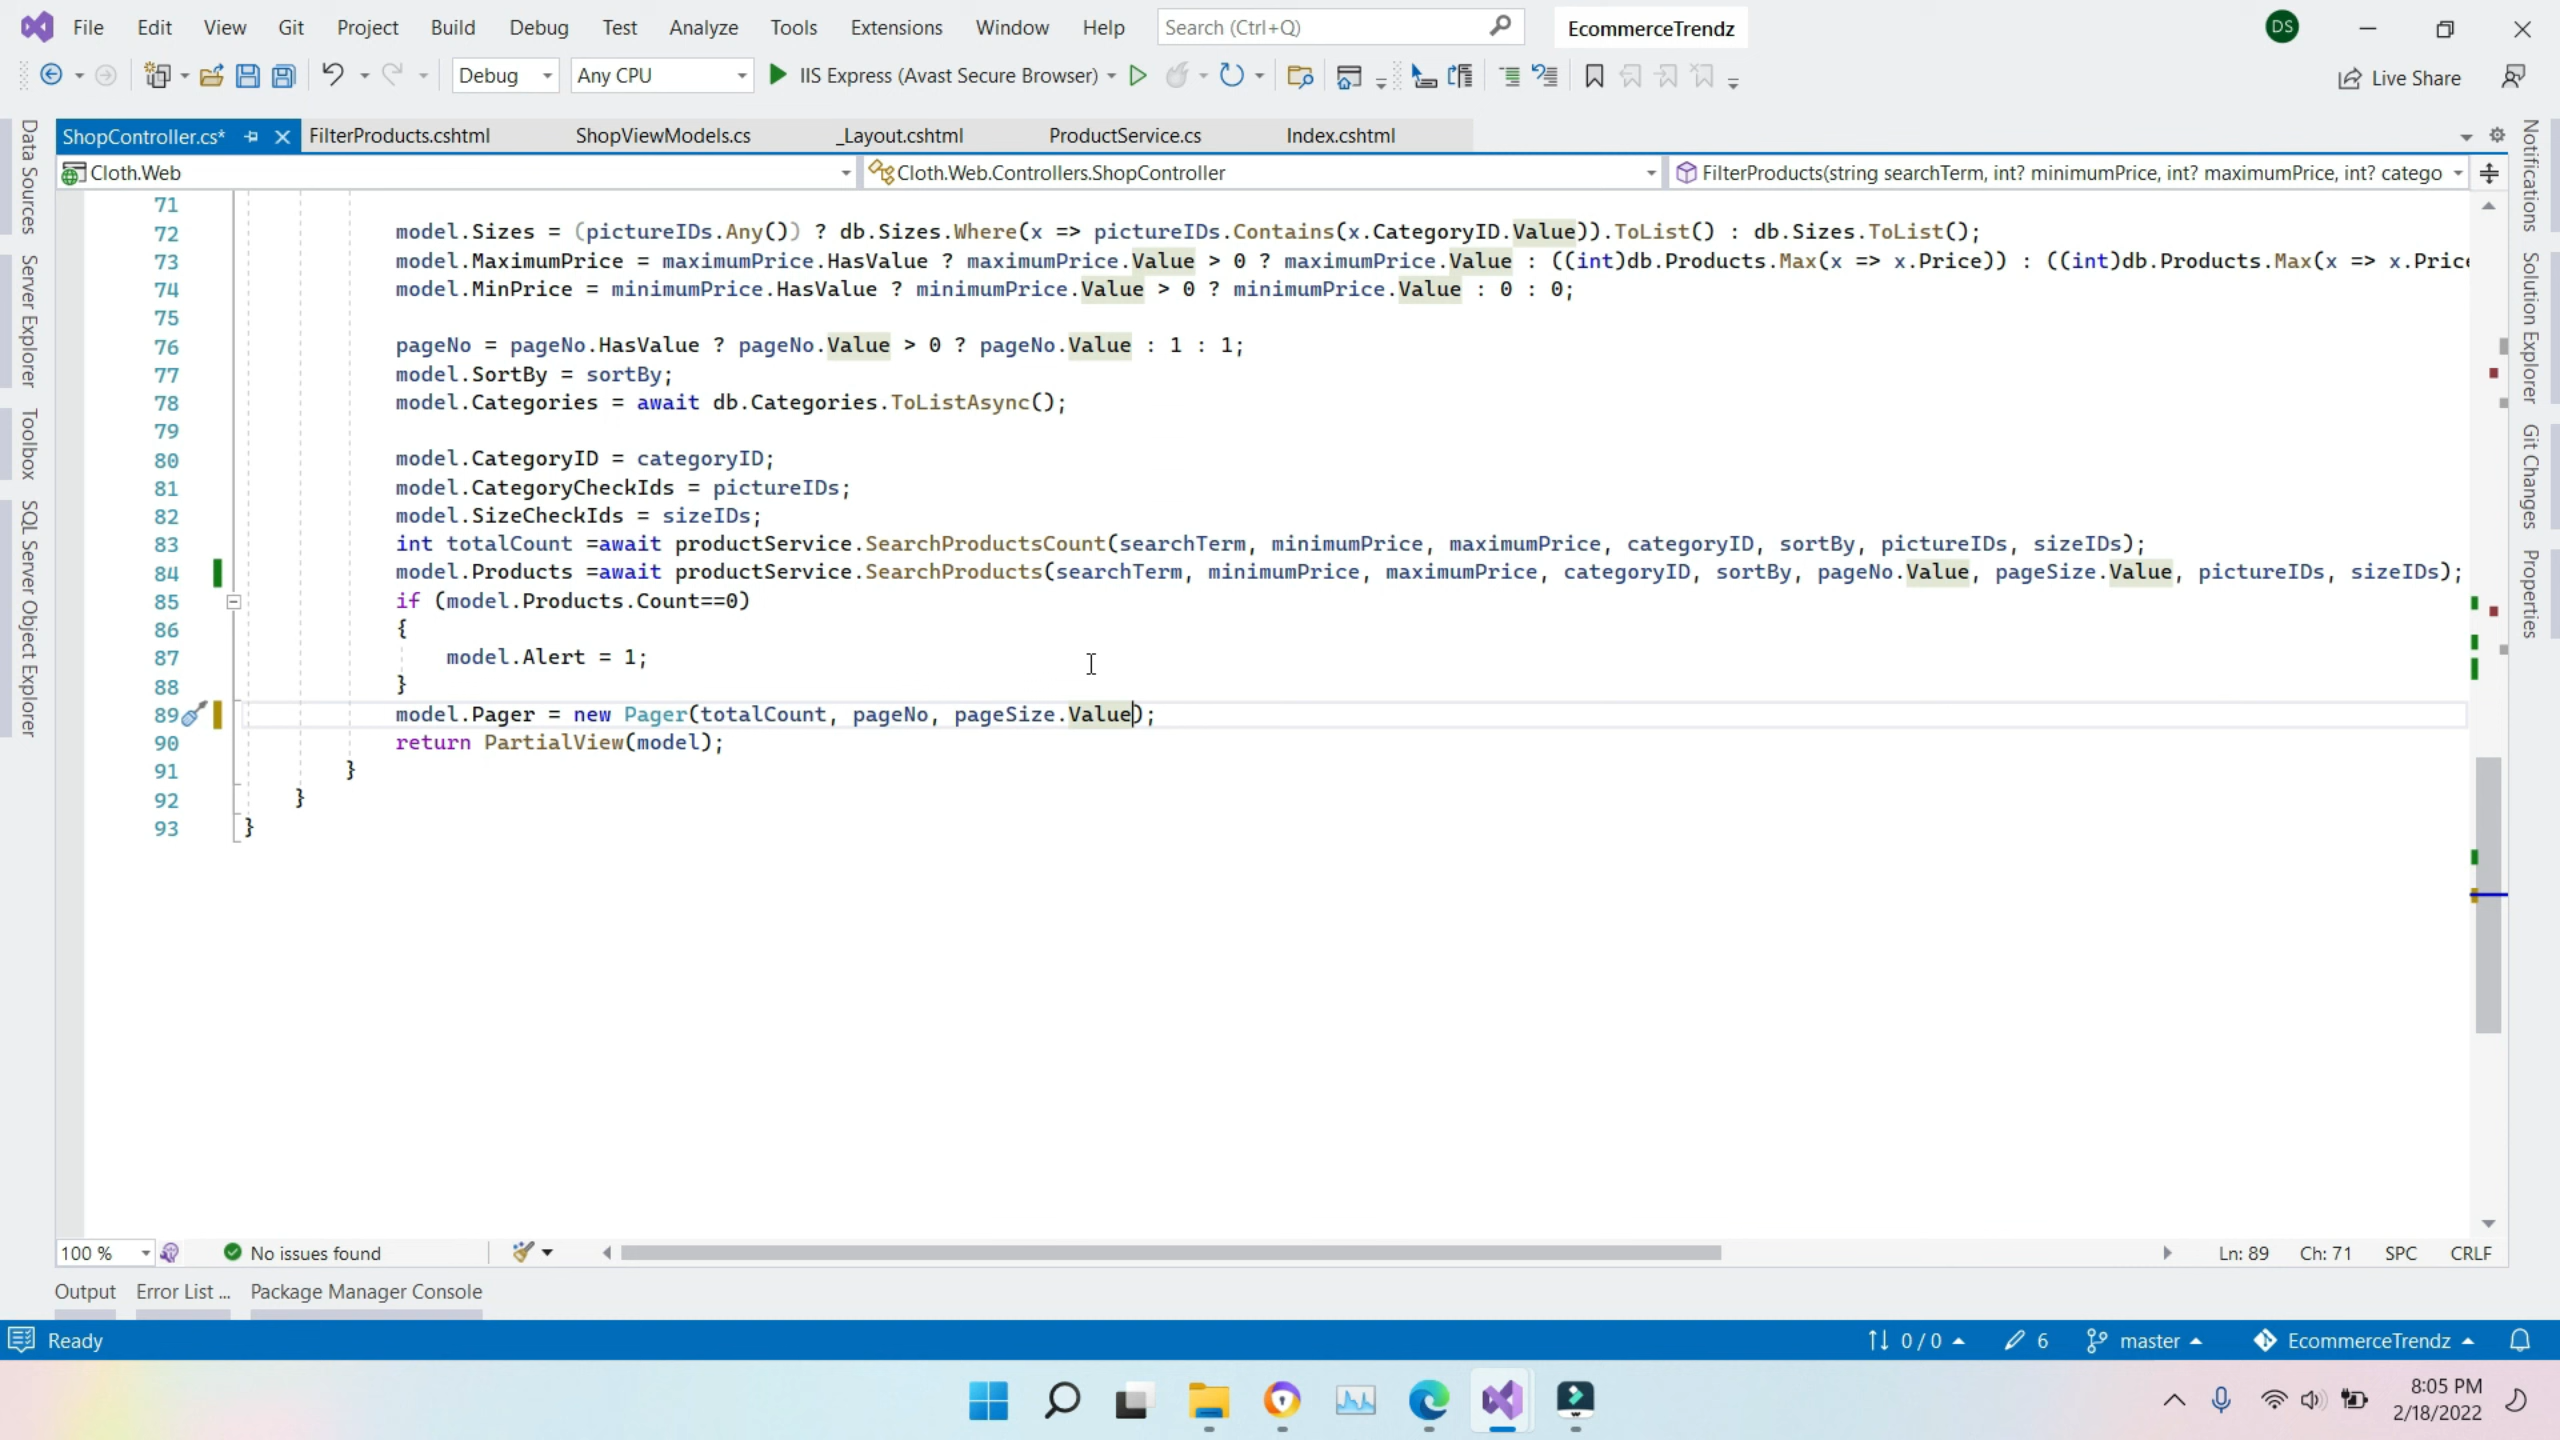 File Edit View Git Project Build Debug Test Analyze Tools Extensions Window Help Search (Ctrl+Q) EcommerceTrendz DS
Debug Any CPU IIS Express (Avast Secure Browser) Live Share
ShopController.cs* FilterProducts.cshtml ShopViewModels.cs _Layout.cshtml ProductService.cs Index.cshtml
Cloth.Web Cloth.Web.Controllers.ShopController FilterProducts(string searchTerm, int? minimumPrice, int? maximumPrice, int? catego
71
72 model.Sizes = (pictureIDs.Any()) ? db.Sizes.Where(x => pictureIDs.Contains(x.CategoryID.Value)).ToList() : db.Sizes.ToList();
73 model.MaximumPrice = maximumPrice.HasValue ? maximumPrice.Value > 0 ? maximumPrice.Value : ((int)db.Products.Max(x => x.Price)) : ((int)db.Products.Max(x => x.Price
74 model.MinPrice = minimumPrice.HasValue ? minimumPrice.Value > 0 ? minimumPrice.Value : 0 : 0;
75
76 pageNo = pageNo.HasValue ? pageNo.Value > 0 ? pageNo.Value : 1 : 1;
77 model.SortBy = sortBy;
78 model.Categories = await db.Categories.ToListAsync();
79
80 model.CategoryID = categoryID;
81 model.CategoryCheckIds = pictureIDs;
82 model.SizeCheckIds = sizeIDs;
83 int totalCount =await productService.SearchProductsCount(searchTerm, minimumPrice, maximumPrice, categoryID, sortBy, pictureIDs, sizeIDs);
84 model.Products =await productService.SearchProducts(searchTerm, minimumPrice, maximumPrice, categoryID, sortBy, pageNo.Value, pageSize.Value, pictureIDs, sizeIDs);
85 if (model.Products.Count==0)
86 {
87 model.Alert = 1;
88 }
89 model.Pager = new Pager(totalCount, pageNo, pageSize.Value);
90 return PartialView(model);
91 }
92 }
93 }
Data Sources
Server Explorer
Toolbox
SQL Server Object Explorer
Notifications
Solution Explorer
Git Changes
Properties
100 % No issues found Ln: 89 Ch: 71 SPC CRLF
Output Error List ... Package Manager Console
Ready 0 / 0 6 master EcommerceTrendz
8:05 PM
2/18/2022